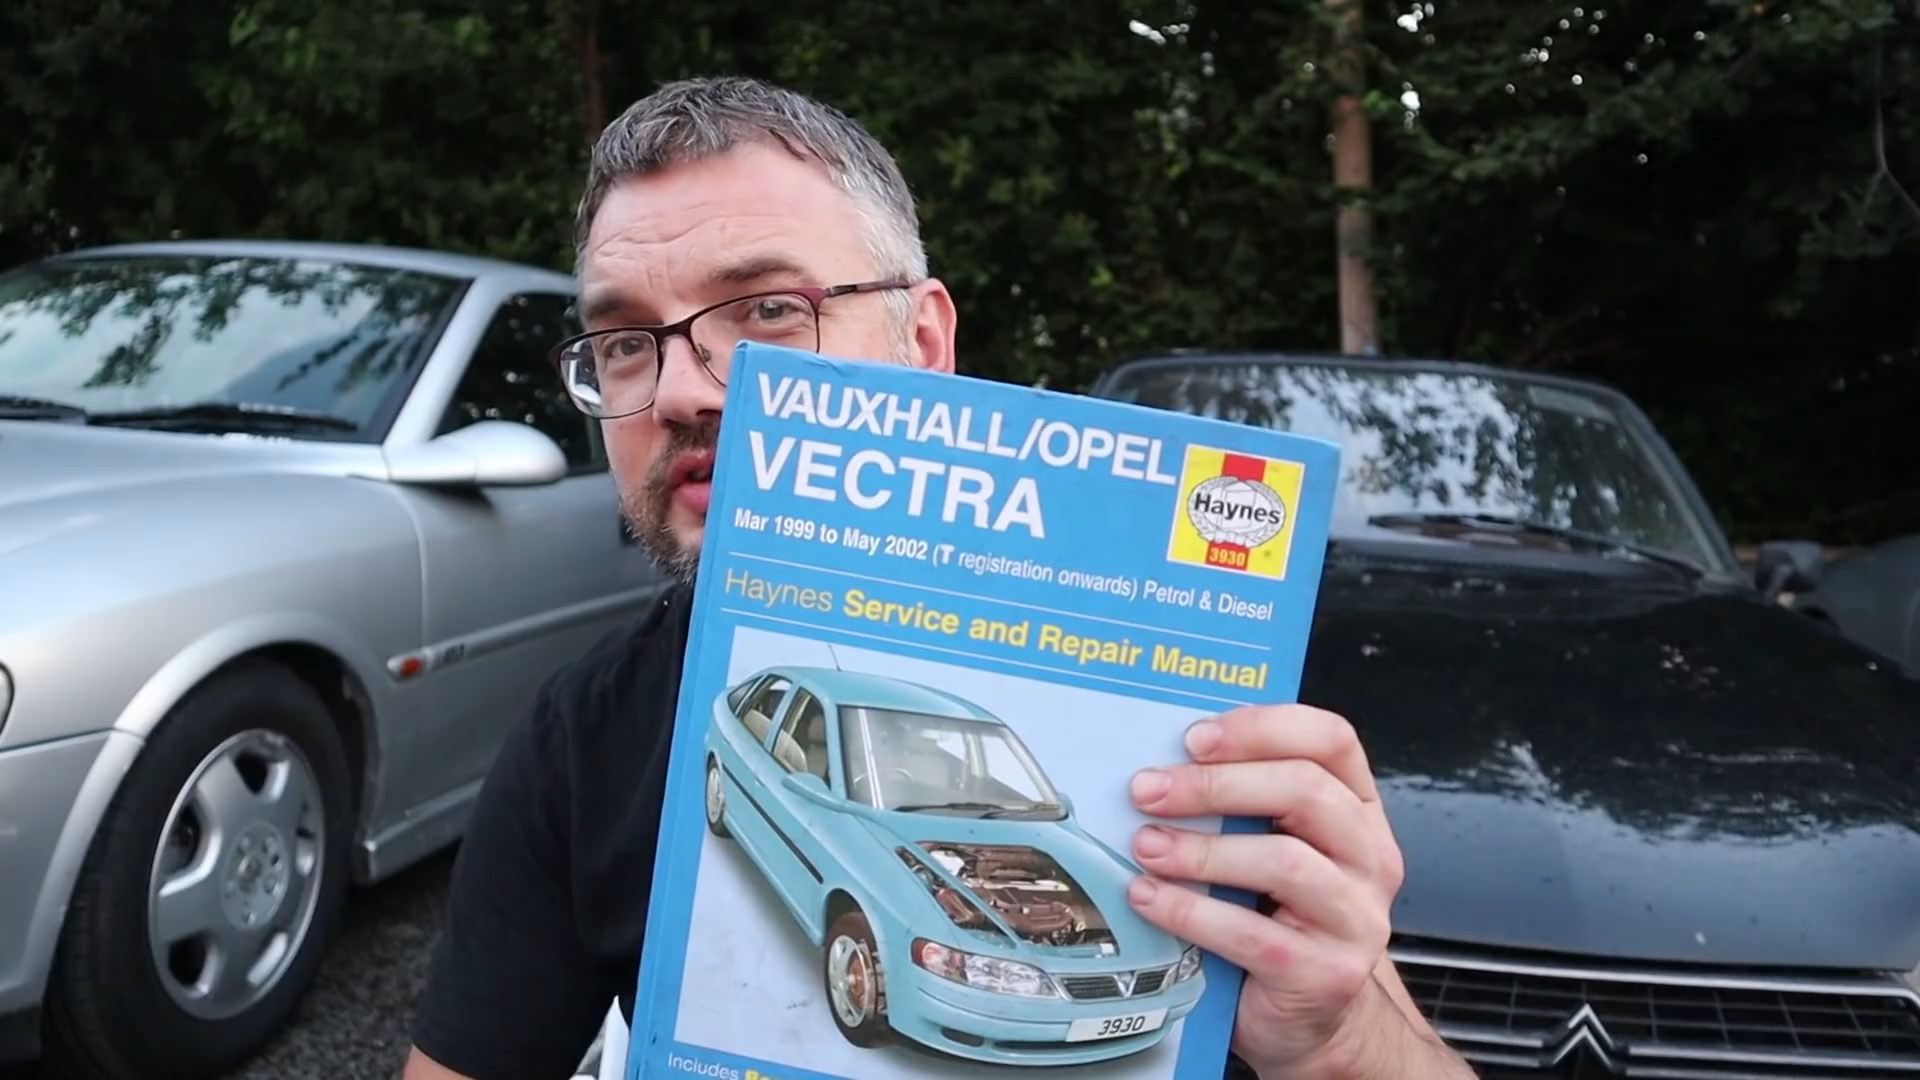 VAUXHALL/OPEL
VECTRA
Mar 1999 to May 2002 (T registration onwards) Petrol & Diesel
Haynes
3930
Haynes Service and Repair Manual
3930
Includes